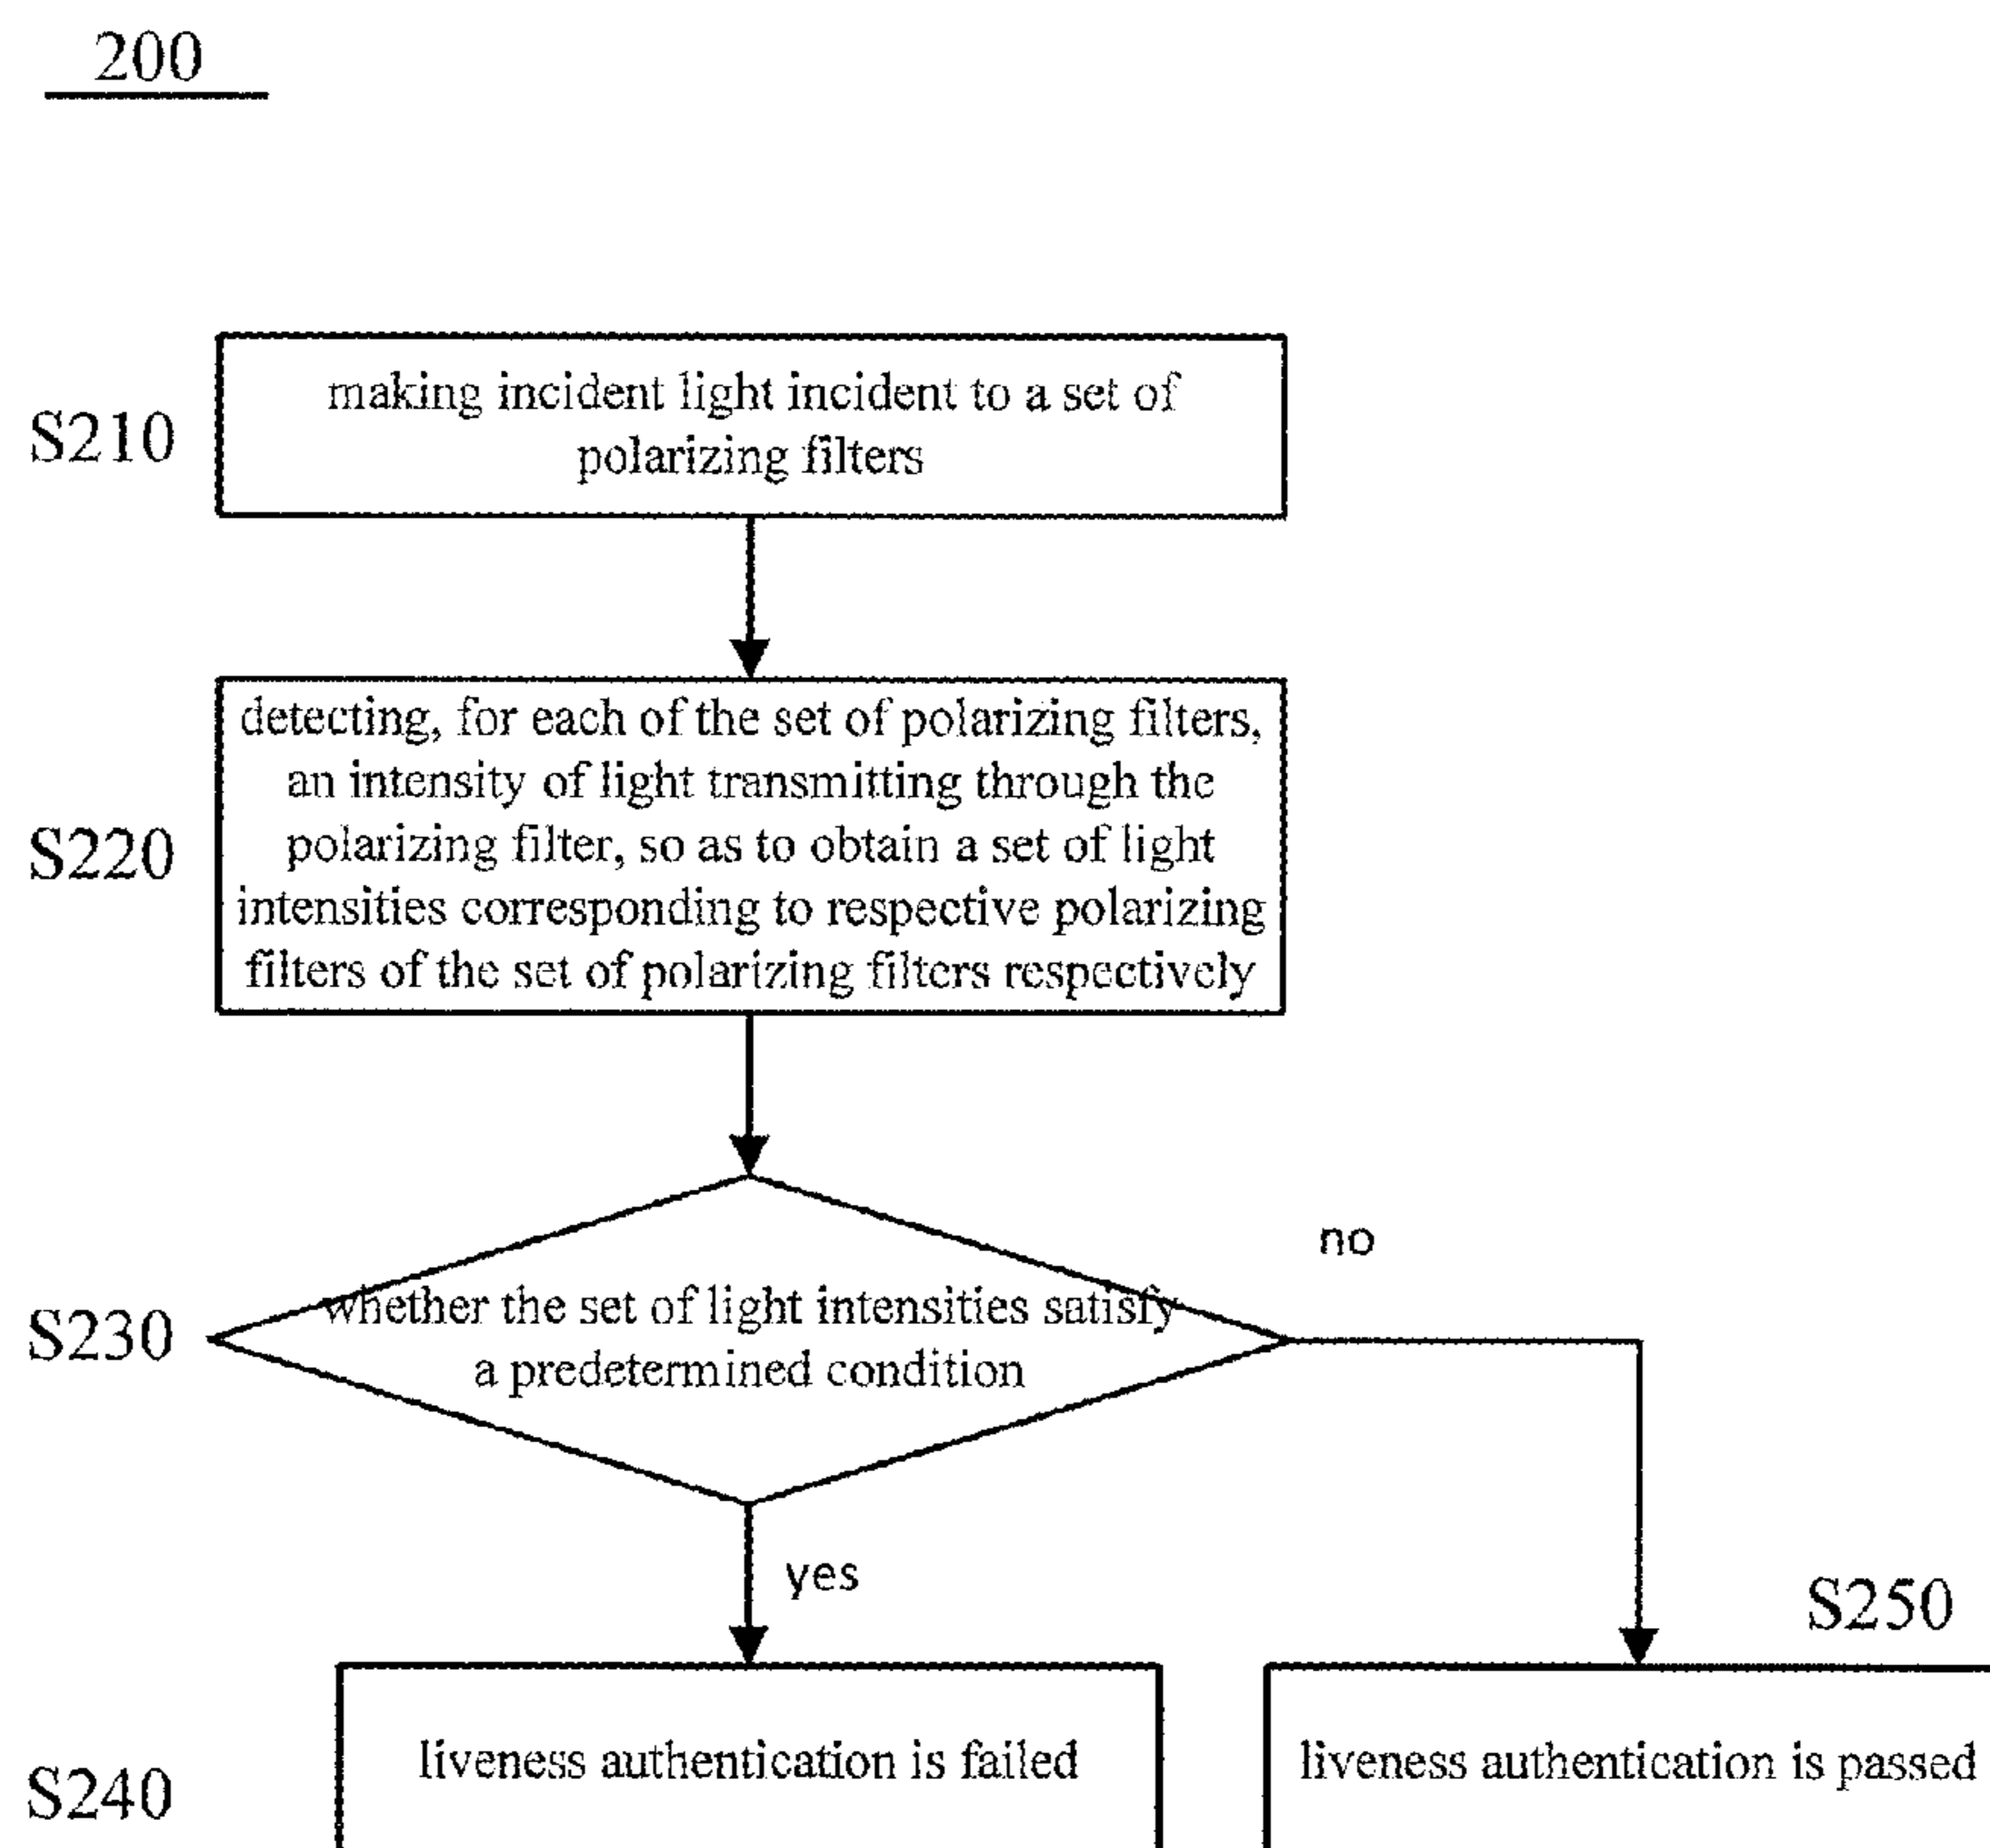 200
S210
making incident light incident to a set of
polarizing filters
S220
detecting, for each of the set of polarizing filters,
an intensity of light transmitting through the
polarizing filter, so as to obtain a set of light
intensities corresponding to respective polarizing
filters of the set of polarizing filters respectively
no
S230
whether the set of light intensities satisfy
a predetermined condition
yes
S250
S240
liveness authentication is failed
liveness authentication is passed